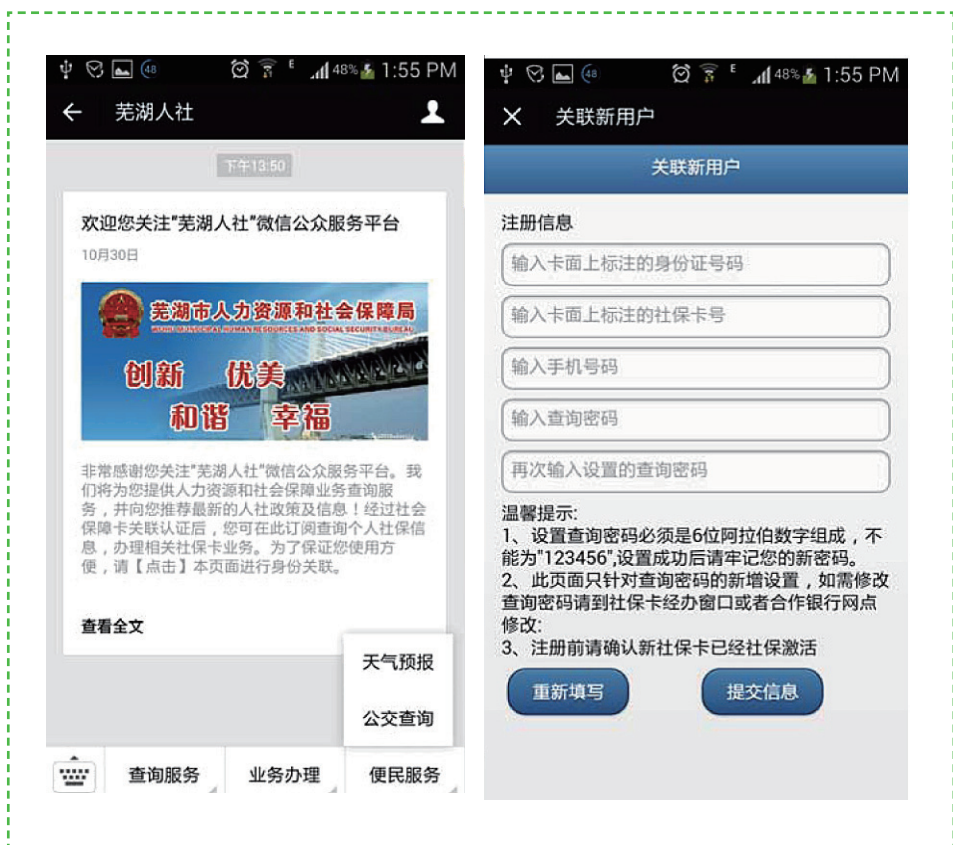 48 E 48% 1:55 PM
芜湖人社
下午13:50
欢迎您关注"芜湖人社"微信公众服务平台
10月30日
芜湖市人力资源和社会保障局
WUHU MUNICIPAL HUMAN RESOURCES AND SOCIAL SECURITY BUREAU
创新 优美
和谐 幸福
非常感谢您关注"芜湖人社"微信公众服务平台。我
们将为您提供人力资源和社会保障业务查询服
务，并向您推荐最新的人社政策及信息！经过社会
保障卡关联认证后，您可在此订阅查询个人社保信
息，办理相关社保卡业务。为了保证您使用方
便，请【点击】本页面进行身份关联。
查看全文
天气预报
公交查询
查询服务 业务办理 便民服务
48 E 48% 1:55 PM
关联新用户
关联新用户
注册信息
输入卡面上标注的身份证号码
输入卡面上标注的社保卡号
输入手机号码
输入查询密码
再次输入设置的查询密码
温馨提示:
1、设置查询密码必须是6位阿拉伯数字组成，不
能为"123456",设置成功后请牢记您的新密码。
2、此页面只针对查询密码的新增设置，如需修改
查询密码请到社保卡经办窗口或者合作银行网点
修改:
3、注册前请确认新社保卡已经社保激活
重新填写 提交信息